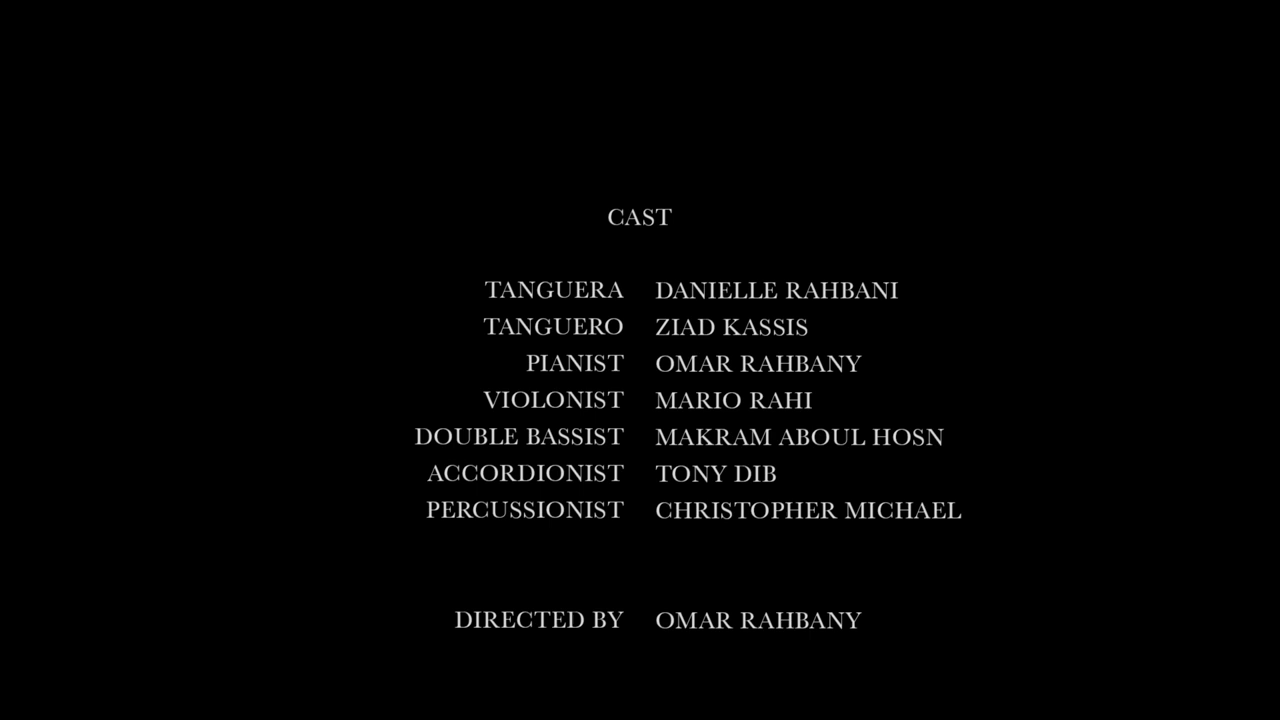 CAST
TANGUERA DANIELLE RAHBANI
TANGUERO ZIAD KASSIS
PIANIST OMAR RAHBANY
VIOLONIST MARIO RAHI
DOUBLE BASSIST MAKRAM ABOUL HOSN
ACCORDIONIST TONY DIB
PERCUSSIONIST CHRISTOPHER MICHAEL
DIRECTED BY OMAR RAHBANY